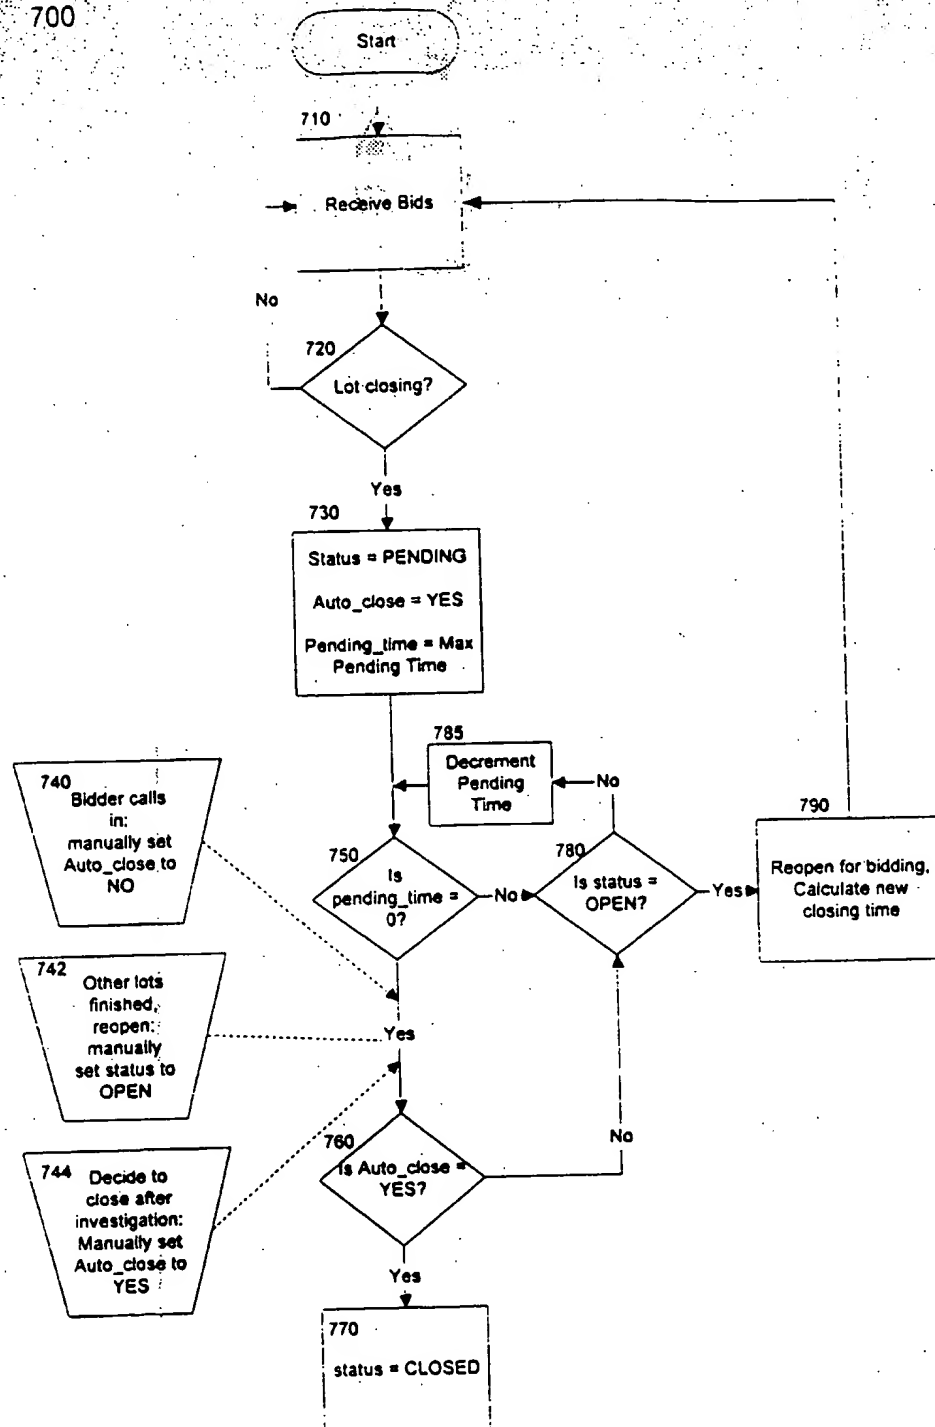 700
Start
710
Receive Bids
No
720
Lot closing?
Yes
730
Status = PENDING
Auto_close = YES
Pending_time = Max
Pending Time
785
Decrement
Pending
Time
No
740
Bidder calls
in:
manually set
Auto_close to
NO
750
Is
pending_time =
0?
No
780
Is status =
OPEN?
Yes
790
Reopen for bidding.
Calculate new
closing time
742
Other lots
finished,
reopen:
manually
set status to
OPEN
Yes
744
Decide to
close after
investigation:
Manually set
Auto_close to
YES
760
Is Auto_close =
YES?
No
Yes
770
status = CLOSED